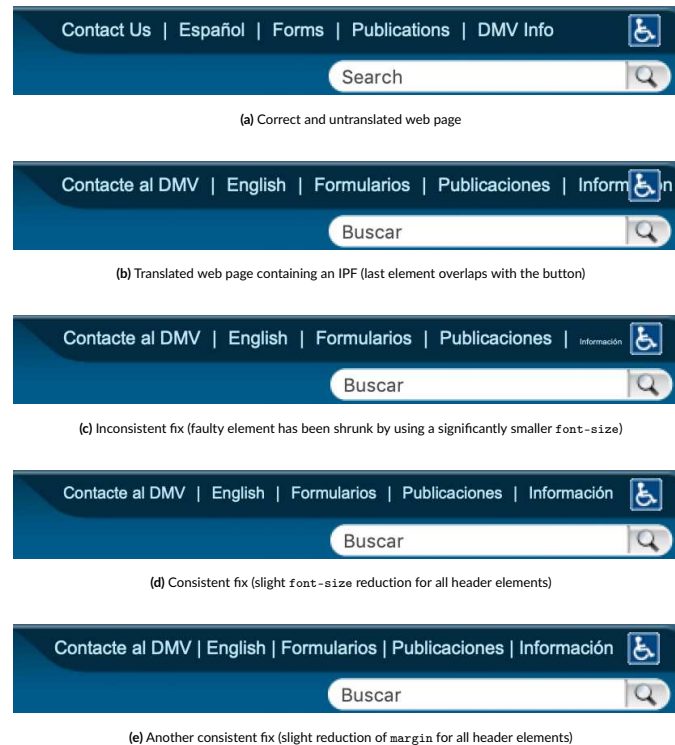 Contact Us | Español | Forms | Publications | DMV Info
Search
(a) Correct and untranslated web page
Contacte al DMV | English | Formularios | Publicaciones | Inform n
Buscar
(b) Translated web page containing an IPF (last element overlaps with the button)
Contacte al DMV | English | Formularios | Publicaciones | Información
Buscar
(c) Inconsistent fix (faulty element has been shrunk by using a significantly smaller font-size)
Contacte al DMV | English | Formularios | Publicaciones | Información
Buscar
(d) Consistent fix (slight font-size reduction for all header elements)
Contacte al DMV | English | Formularios | Publicaciones | Información
Buscar
(e) Another consistent fix (slight reduction of margin for all header elements)